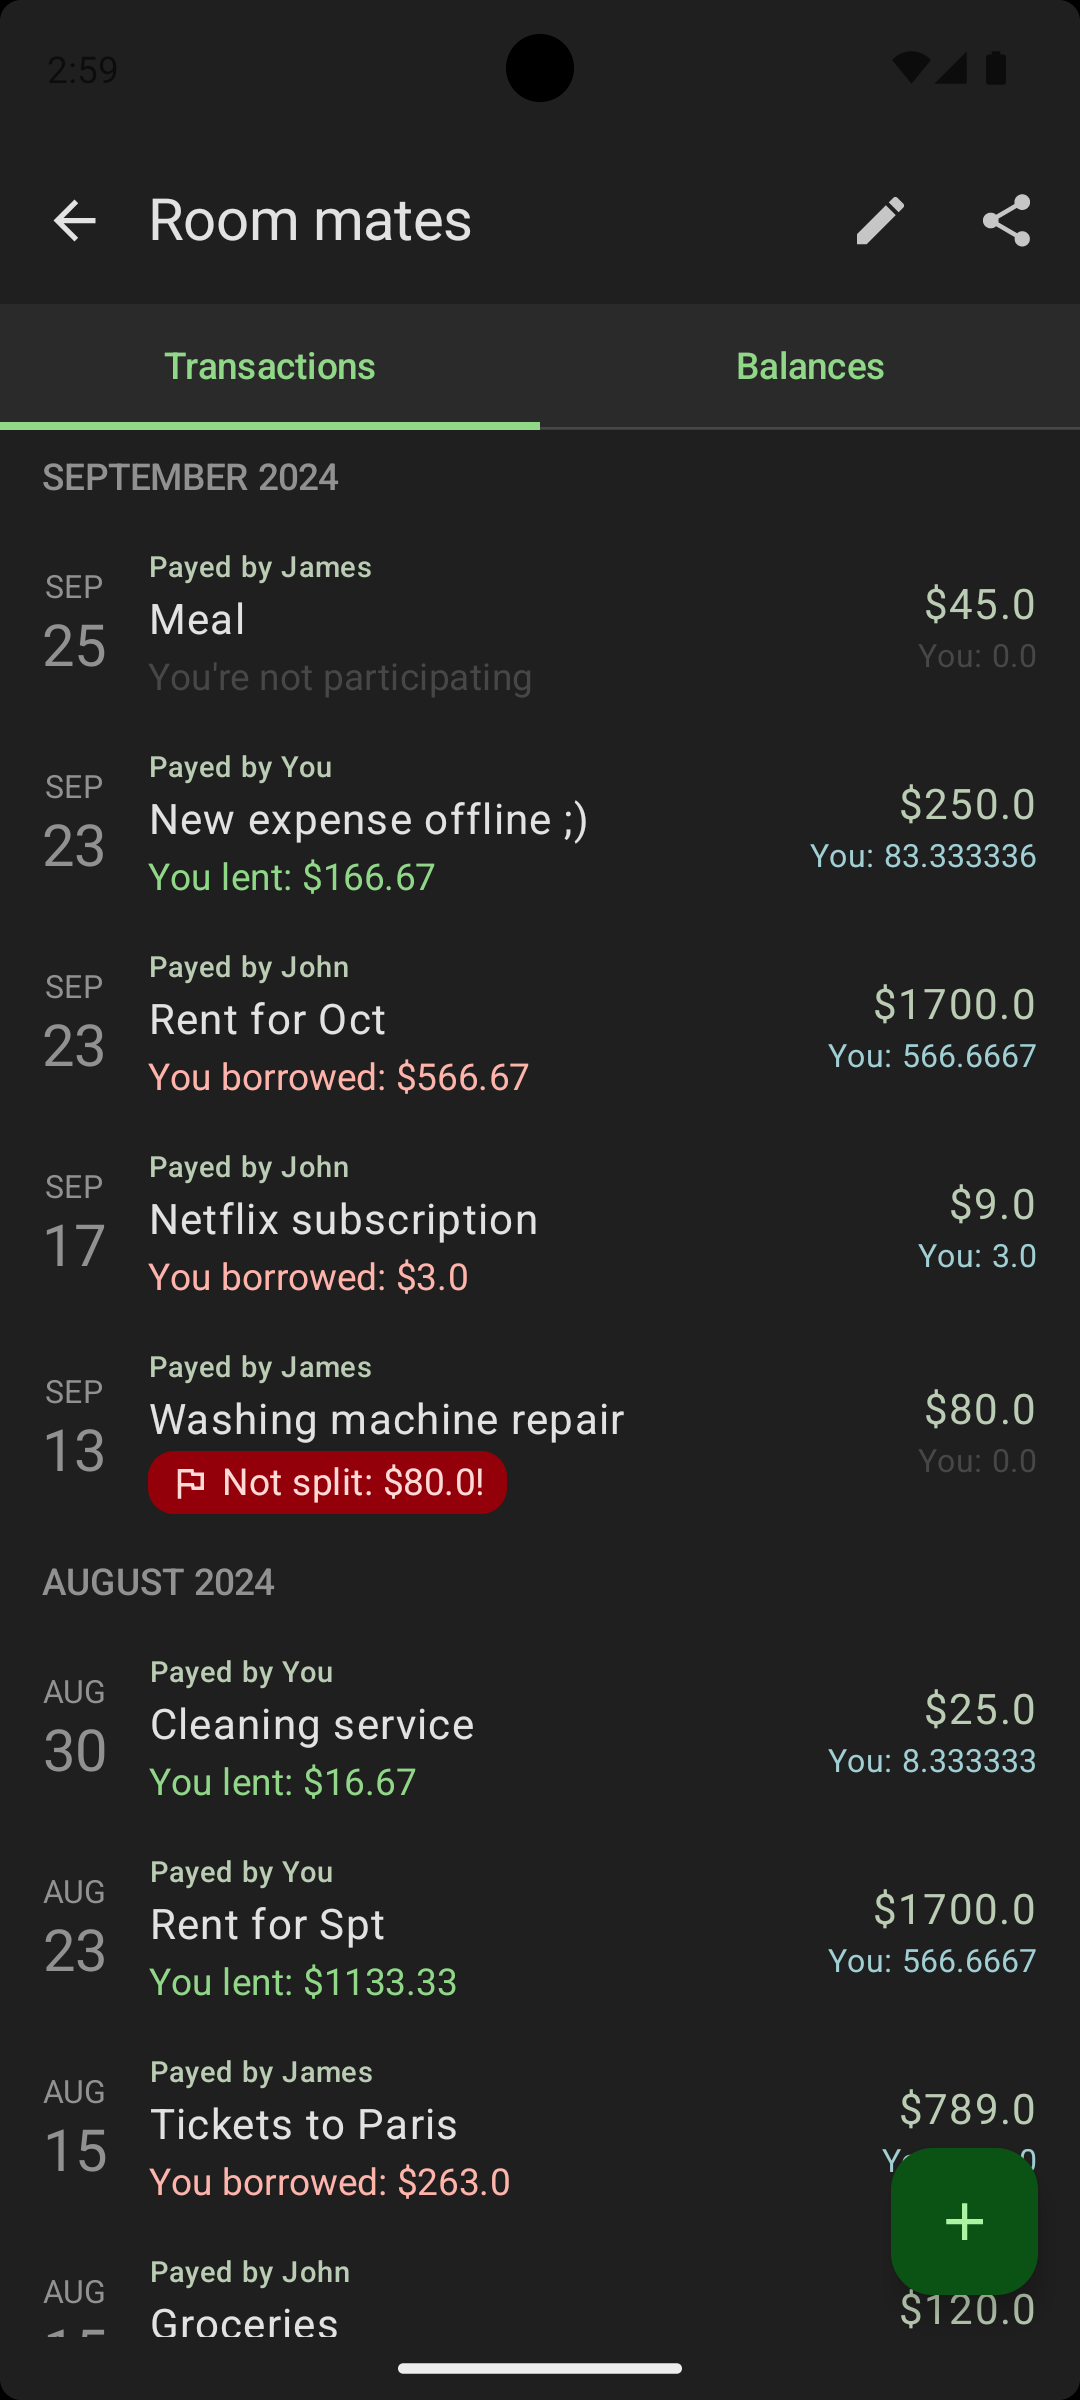 2:59
Room mates
Transactions
Balances
SEPTEMBER 2024
SEP
25
Payed by James
Meal
You're not participating
$45.0
You: 0.0
SEP
23
Payed by You
New expense offline ;)
You lent: $166.67
$250.0
You: 83.333336
SEP
23
Payed by John
Rent for Oct
You borrowed: $566.67
$1700.0
You: 566.6667
SEP
17
Payed by John
Netflix subscription
You borrowed: $3.0
$9.0
You: 3.0
SEP
13
Payed by James
Washing machine repair
Not split: $80.0!
$80.0
You: 0.0
AUGUST 2024
AUG
30
Payed by You
Cleaning service
You lent: $16.67
$25.0
You: 8.333333
AUG
23
Payed by You
Rent for Spt
You lent: $1133.33
$1700.0
You: 566.6667
AUG
15
Payed by James
Tickets to Paris
You borrowed: $263.0
$789.0
AUG
Payed by John
Groceries
$120.0